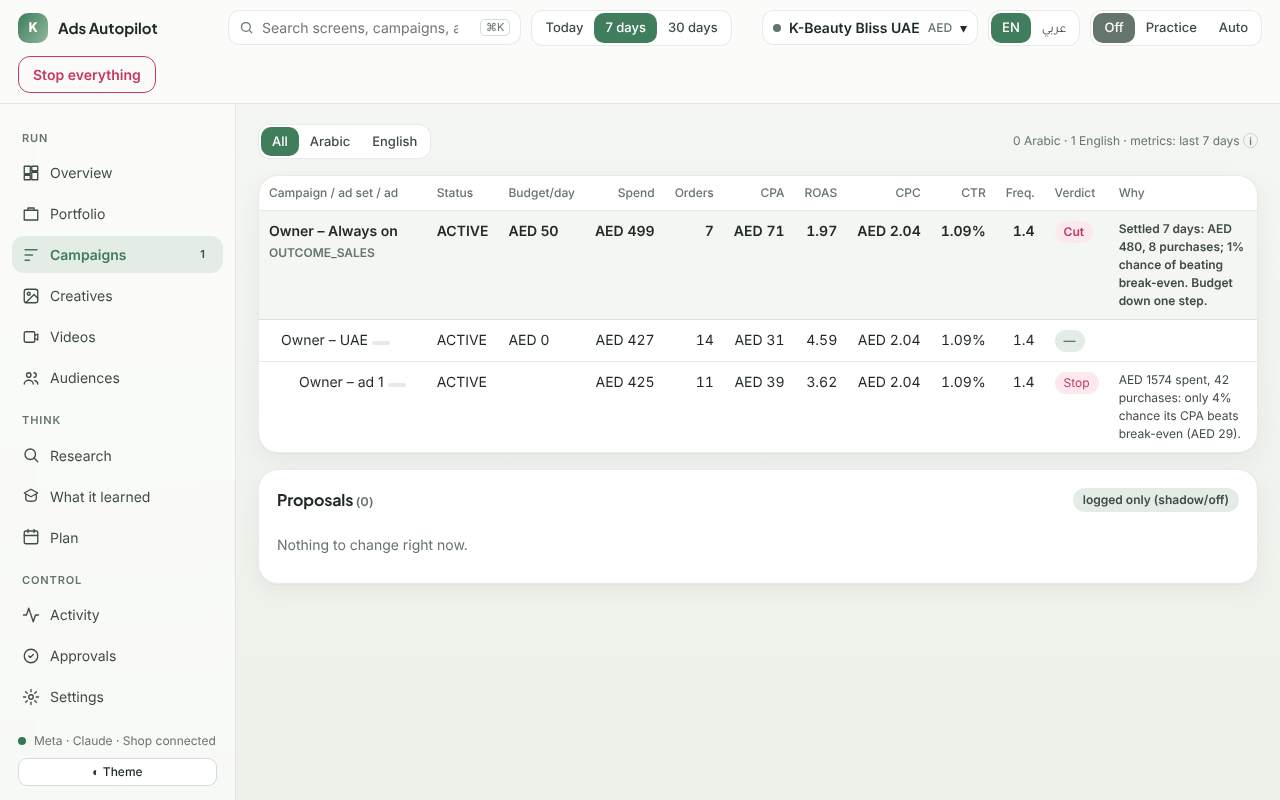 K Ads Autopilot
Search screens, campaigns, a ⌘K
Today 7 days 30 days
K-Beauty Bliss UAE AED ▾
EN عربي
Off Practice Auto
Stop everything
RUN
Overview
Portfolio
Campaigns 1
Creatives
Videos
Audiences
THINK
Research
What it learned
Plan
CONTROL
Activity
Approvals
Settings
Meta · Claude · Shop connected
Theme
All Arabic English
0 Arabic · 1 English · metrics: last 7 days i
Campaign / ad set / ad Status Budget/day Spend Orders CPA ROAS CPC CTR Freq. Verdict Why
Owner – Always on ACTIVE AED 50 AED 499 7 AED 71 1.97 AED 2.04 1.09% 1.4 Cut
OUTCOME_SALES
Settled 7 days: AED
480, 8 purchases; 1%
chance of beating
break-even. Budget
down one step.
Owner – UAE ACTIVE AED 0 AED 427 14 AED 31 4.59 AED 2.04 1.09% 1.4 —
Owner – ad 1 ACTIVE AED 425 11 AED 39 3.62 AED 2.04 1.09% 1.4 Stop
AED 1574 spent, 42
purchases: only 4%
chance its CPA beats
break-even (AED 29).
Proposals (0) logged only (shadow/off)
Nothing to change right now.